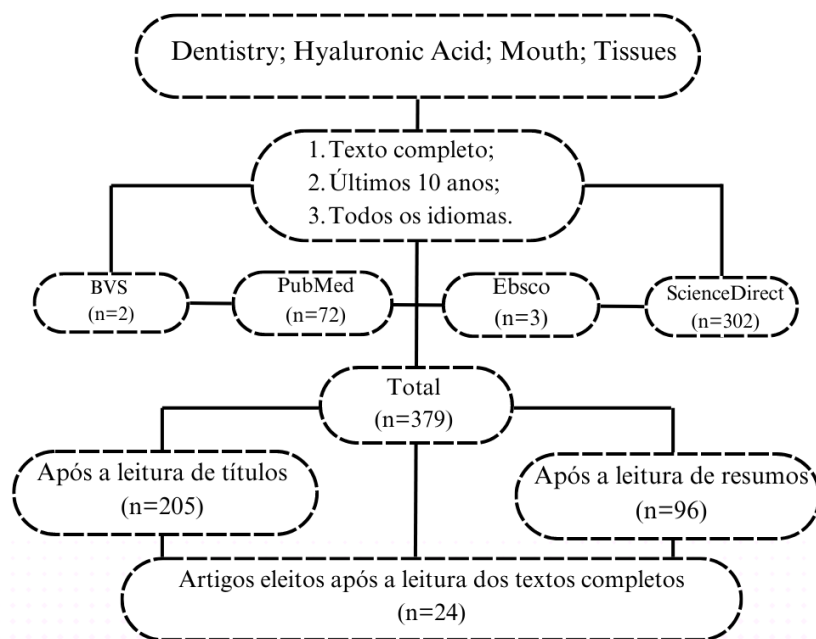 Dentistry; Hyaluronic Acid; Mouth; Tissues
1. Texto completo;
2. Últimos 10 anos;
3. Todos os idiomas.
BVS
(n=2)
PubMed
(n=72)
Ebsco
(n=3)
ScienceDirect
(n=302)
Total
(n=379)
Após a leitura de títulos
(n=205)
Após a leitura de resumos
(n=96)
Artigos eleitos após a leitura dos textos completos
(n=24)